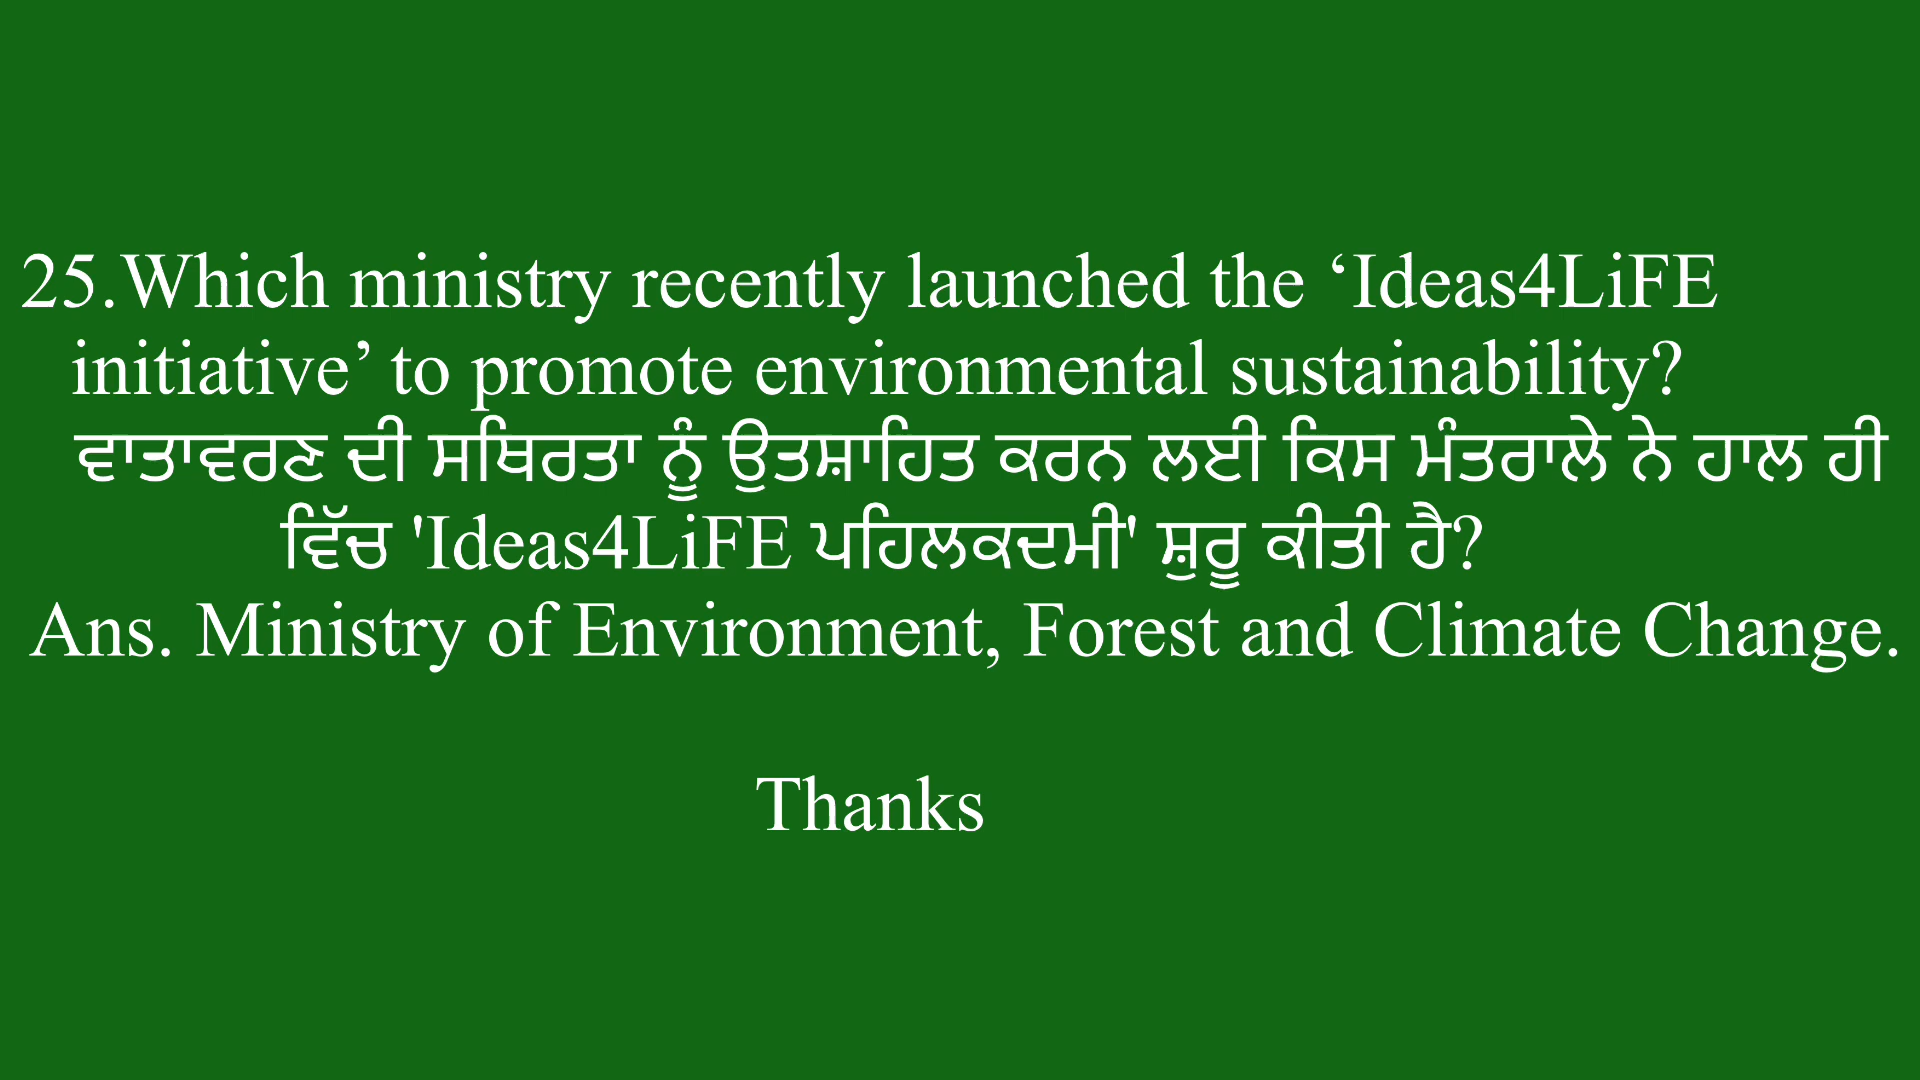 25.Which ministry recently launched the ‘Ideas4LiFE
initiative’ to promote environmental sustainability?
ਵਾਤਾਵਰਣ ਦੀ ਸਥਿਰਤਾ ਨੂੰ ਉਤਸ਼ਾਹਿਤ ਕਰਨ ਲਈ ਕਿਸ ਮੰਤਰਾਲੇ ਨੇ ਹਾਲ ਹੀ
ਵਿੱਚ 'Ideas4LiFE ਪਹਿਲਕਦਮੀ' ਸ਼ੁਰੂ ਕੀਤੀ ਹੈ?
Ans. Ministry of Environment, Forest and Climate Change.
Thanks